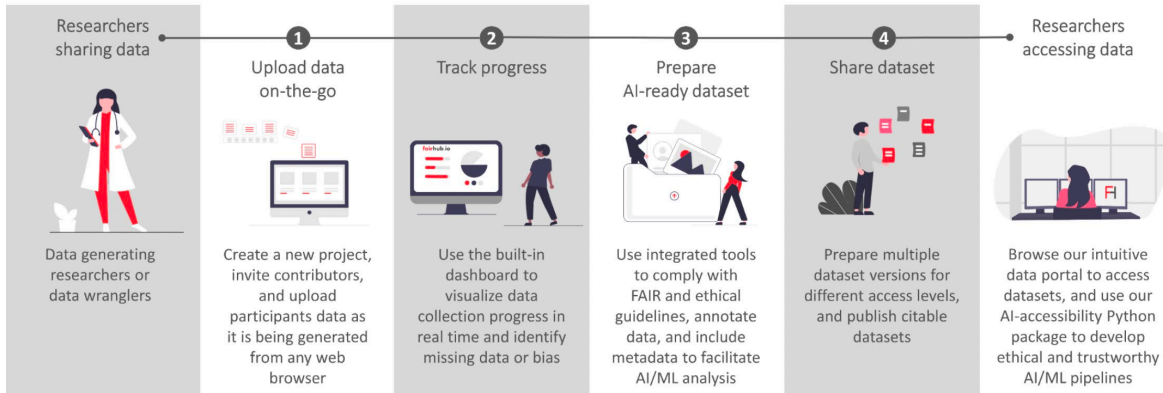 Researchers
sharing data
1
Upload data
on-the-go
Create a new project,
invite contributors,
and upload
participants data as
it is being generated
from any web
browser
Data generating
researchers or
data wranglers
2
Track progress
fairhub.io
Use the built-in
dashboard to
visualize data
collection progress in
real time and identify
missing data or bias
3
Prepare
AI-ready dataset
Use integrated tools
to comply with
FAIR and ethical
guidelines, annotate
data, and include
metadata to facilitate
AI/ML analysis
4
Share dataset
Prepare multiple
dataset versions for
different access levels,
and publish citable
datasets
Researchers
accessing data
FH
Browse our intuitive
data portal to access
datasets, and use our
AI-accessibility Python
package to develop
ethical and trustworthy
AI/ML pipelines